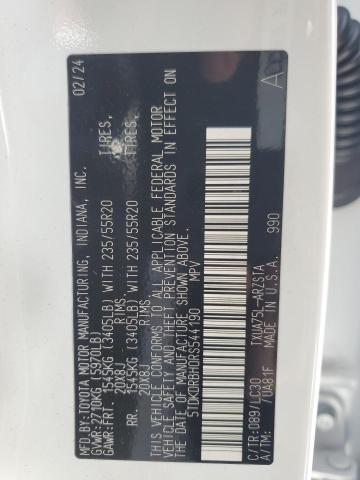 MFD.BY:TOYOTA MOTOR MANUFACTURING, INDIANA, INC. 02/24
GVWR:2710KG (5970LB)
GAWR:FRT. 1545KG (3405LB) WITH 235/55R20 TIRES,
20X8J RIMS,
RR. 1545KG (3405LB) WITH 235/55R20 TIRES,
20X8J RIMS,
THIS VEHICLE CONFORMS TO ALL APPLICABLE FEDERAL MOTOR
VEHICLE SAFETY AND THEFT PREVENTION STANDARDS IN EFFECT ON
THE DATE OF MANUFACTURE SHOWN ABOVE.
5TDKDRBH0RS544190 MPV
A
C/TR:089/LC30 TXUA75L-ARZSTA 990
A/TM: /UA81F MADE IN U.S.A.